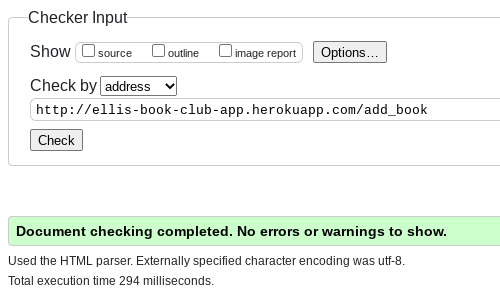 Checker Input
Show source outline image report Options...
Check by address
http://ellis-book-club-app.herokuapp.com/add_book
Check
Document checking completed. No errors or warnings to show.
Used the HTML parser. Externally specified character encoding was utf-8.
Total execution time 294 milliseconds.